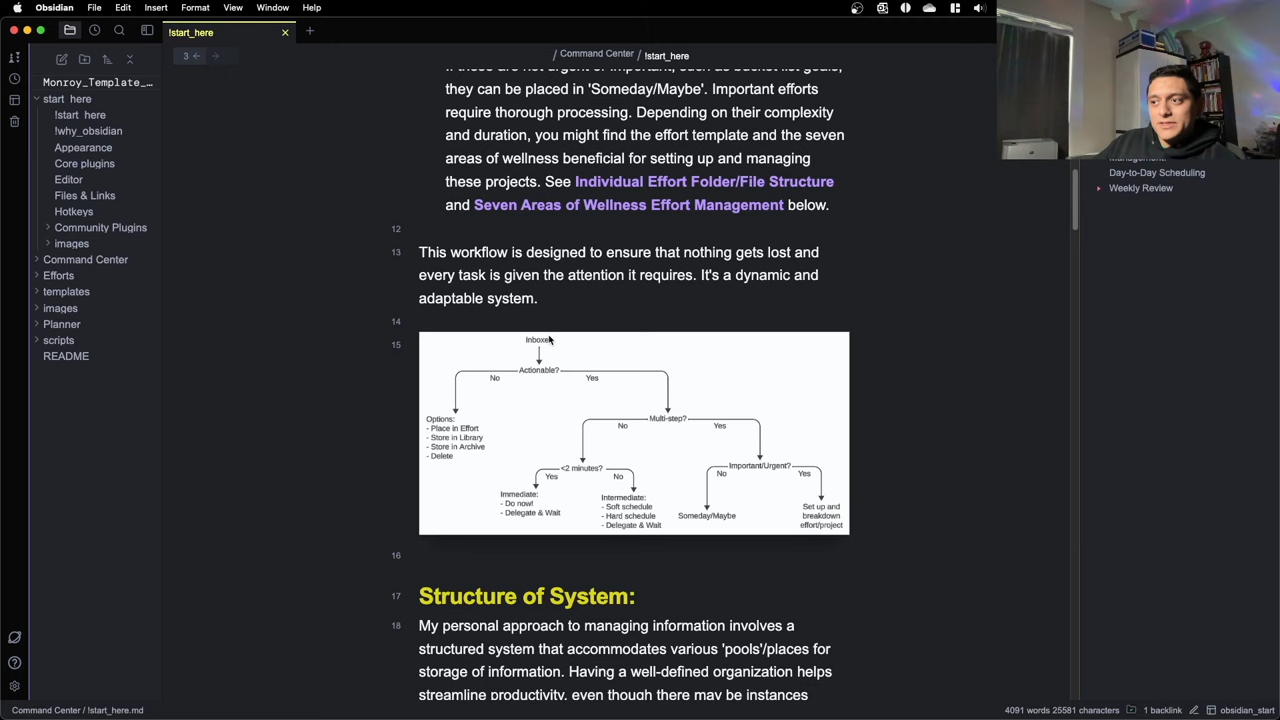 Obsidian File Edit Insert Format View Window Help
!start_here
Monroy_Template_...
start here
!start here
!why_obsidian
Appearance
Core plugins
Editor
Files & Links
Hotkeys
Community Plugins
images
Command Center
Efforts
templates
images
Planner
scripts
README
3
/ Command Center / !start_here
they can be placed in 'Someday/Maybe'. Important efforts
require thorough processing. Depending on their complexity
and duration, you might find the effort template and the seven
areas of wellness beneficial for setting up and managing
these projects. See Individual Effort Folder/File Structure
and Seven Areas of Wellness Effort Management below.
12
13 This workflow is designed to ensure that nothing gets lost and
every task is given the attention it requires. It's a dynamic and
adaptable system.
14
15
Inboxe
Actionable?
No Yes
Options:
- Place in Effort
- Store in Library
- Store in Archive
- Delete
Multi-step?
No Yes
<2 minutes?
Yes No
Immediate:
- Do now!
- Delegate & Wait
Intermediate:
- Soft schedule
- Hard schedule
- Delegate & Wait
Important/Urgent?
No Yes
Someday/Maybe
Set up and
breakdown
effort/project
16
17 Structure of System:
18 My personal approach to managing information involves a
structured system that accommodates various 'pools'/places for
storage of information. Having a well-defined organization helps
streamline productivity, even though there may be instances
Day-to-Day Scheduling
Weekly Review
Command Center / !start_here.md
4091 words 25581 characters 1 backlink obsidian_start